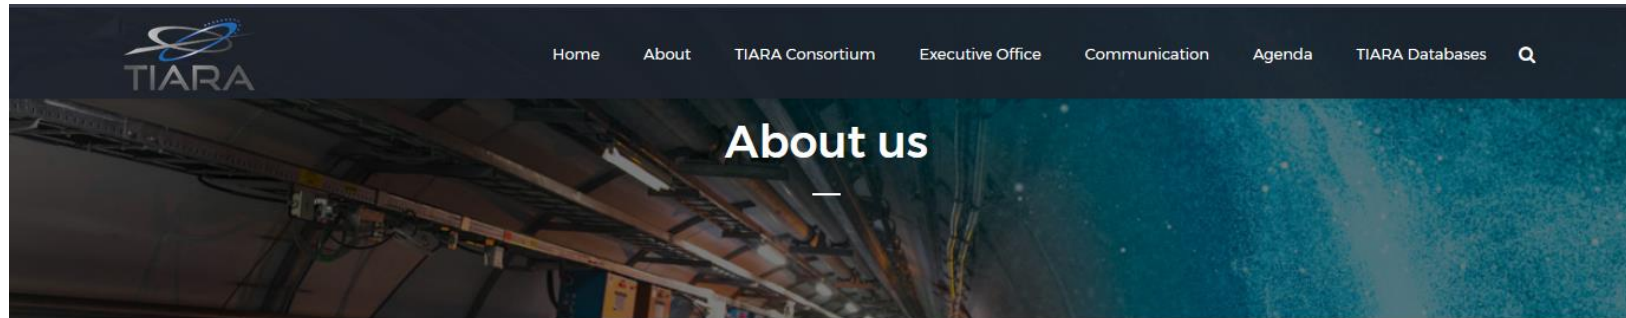 TIARA
Home About TIARA Consortium Executive Office Communication Agenda TIARA Databases
About us